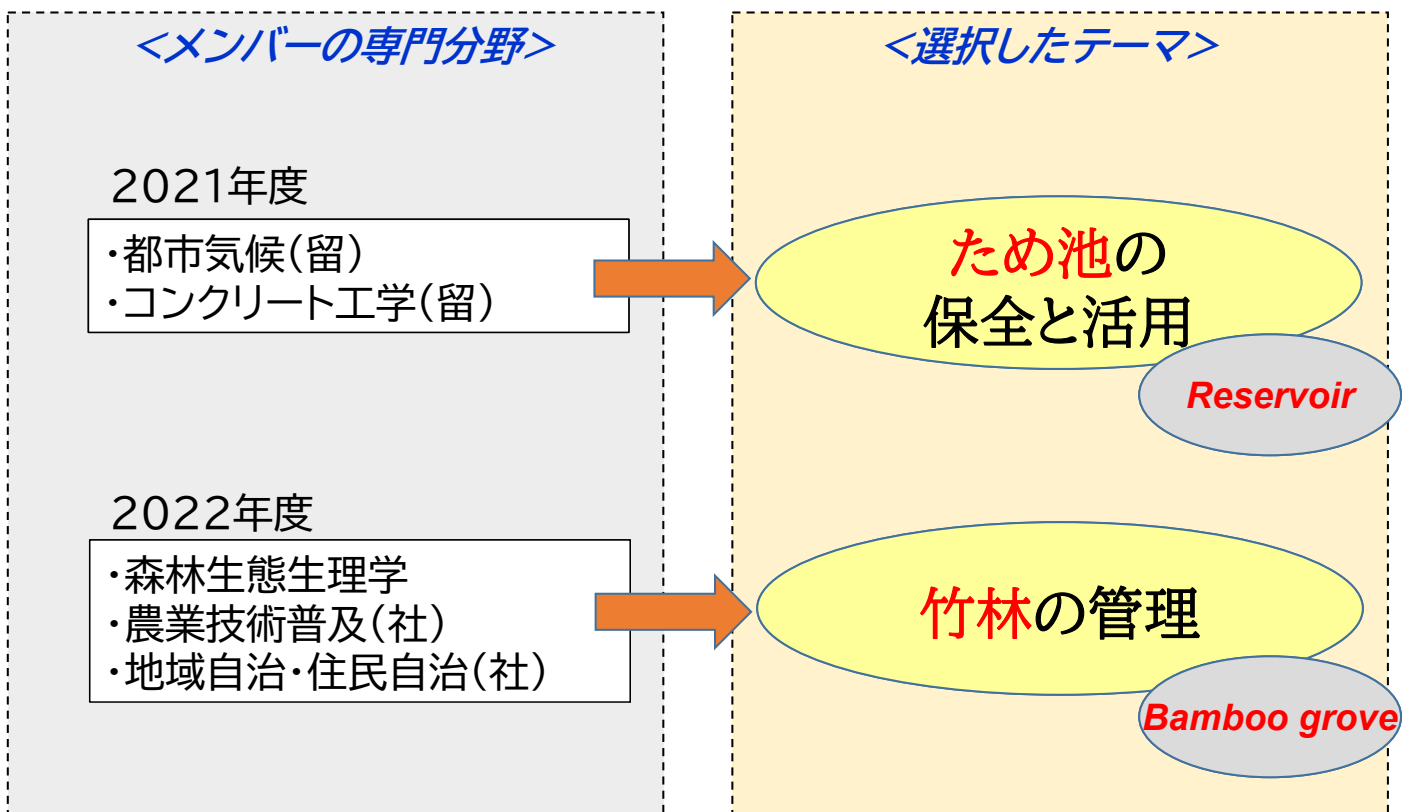 <メンバーの専門分野>
2021年度
・都市気候(留)
・コンクリート工学(留)
2022年度
・森林生態生理学
・農業技術普及(社)
・地域自治・住民自治(社)
<選択したテーマ>
ため池の
保全と活用
Reservoir
竹林の管理
Bamboo grove